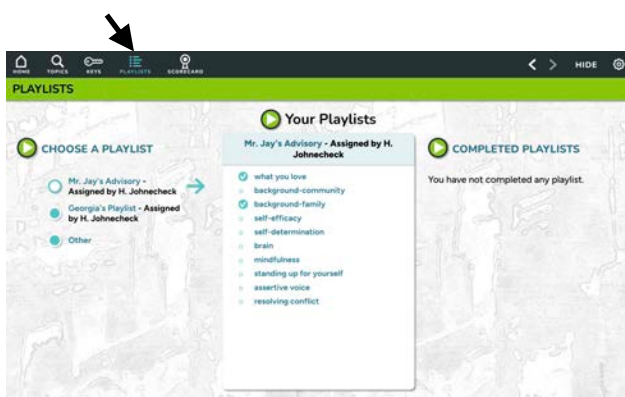 HOME TOPICS KEYS PLAYLISTS SCORECARD < > HIDE
PLAYLISTS
Your Playlists
CHOOSE A PLAYLIST
Mr. Jay's Advisory -
Assigned by H. Johnecheck
Georgia's Playlist - Assigned
by H. Johnecheck
Other
Mr. Jay's Advisory - Assigned by H.
Johnecheck
what you love
background-community
background-family
self-efficacy
self-determination
brain
mindfulness
standing up for yourself
assertive voice
resolving conflict
COMPLETED PLAYLISTS
You have not completed any playlist.